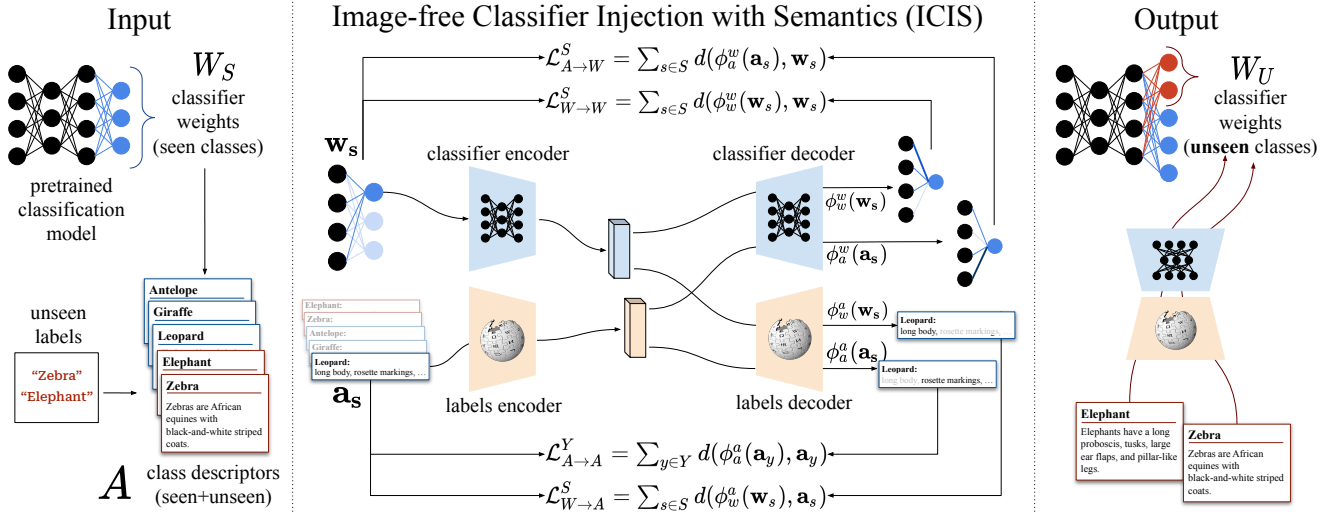 Input
W_S
classifier
weights
(seen classes)
pretrained
classification
model
unseen
labels
“Zebra”
“Elephant”
Antelope
Giraffe
Leopard
Elephant
Zebra
Zebras are African
equines with
black-and-white striped
coats.
A
class descriptors
(seen+unseen)
Image-free Classifier Injection with Semantics (ICIS)
ℒ^S_{A→W} = ∑_{s∈S} d(ϕ^w_a(a_s), w_s)
ℒ^S_{W→W} = ∑_{s∈S} d(ϕ^w_w(w_s), w_s)
w_s
classifier encoder
classifier decoder
ϕ^w_w(w_s)
ϕ^w_a(a_s)
Elephant:
Zebra:
Antelope:
Giraffe:
Leopard:
long body, rosette markings, …
a_s
labels encoder
labels decoder
ϕ^a_w(w_s)
Leopard:
long body, rosette markings, …
ϕ^a_a(a_s)
Leopard:
long body, rosette markings, …
ℒ^Y_{A→A} = ∑_{y∈Y} d(ϕ^a_a(a_y), a_y)
ℒ^S_{W→A} = ∑_{s∈S} d(ϕ^a_w(w_s), a_s)
Output
W_U
classifier
weights
(unseen classes)
Elephant
Elephants have a long
proboscis, tusks, large
ear flaps, and pillar-like
legs.
Zebra
Zebras are African
equines with
black-and-white striped
coats.